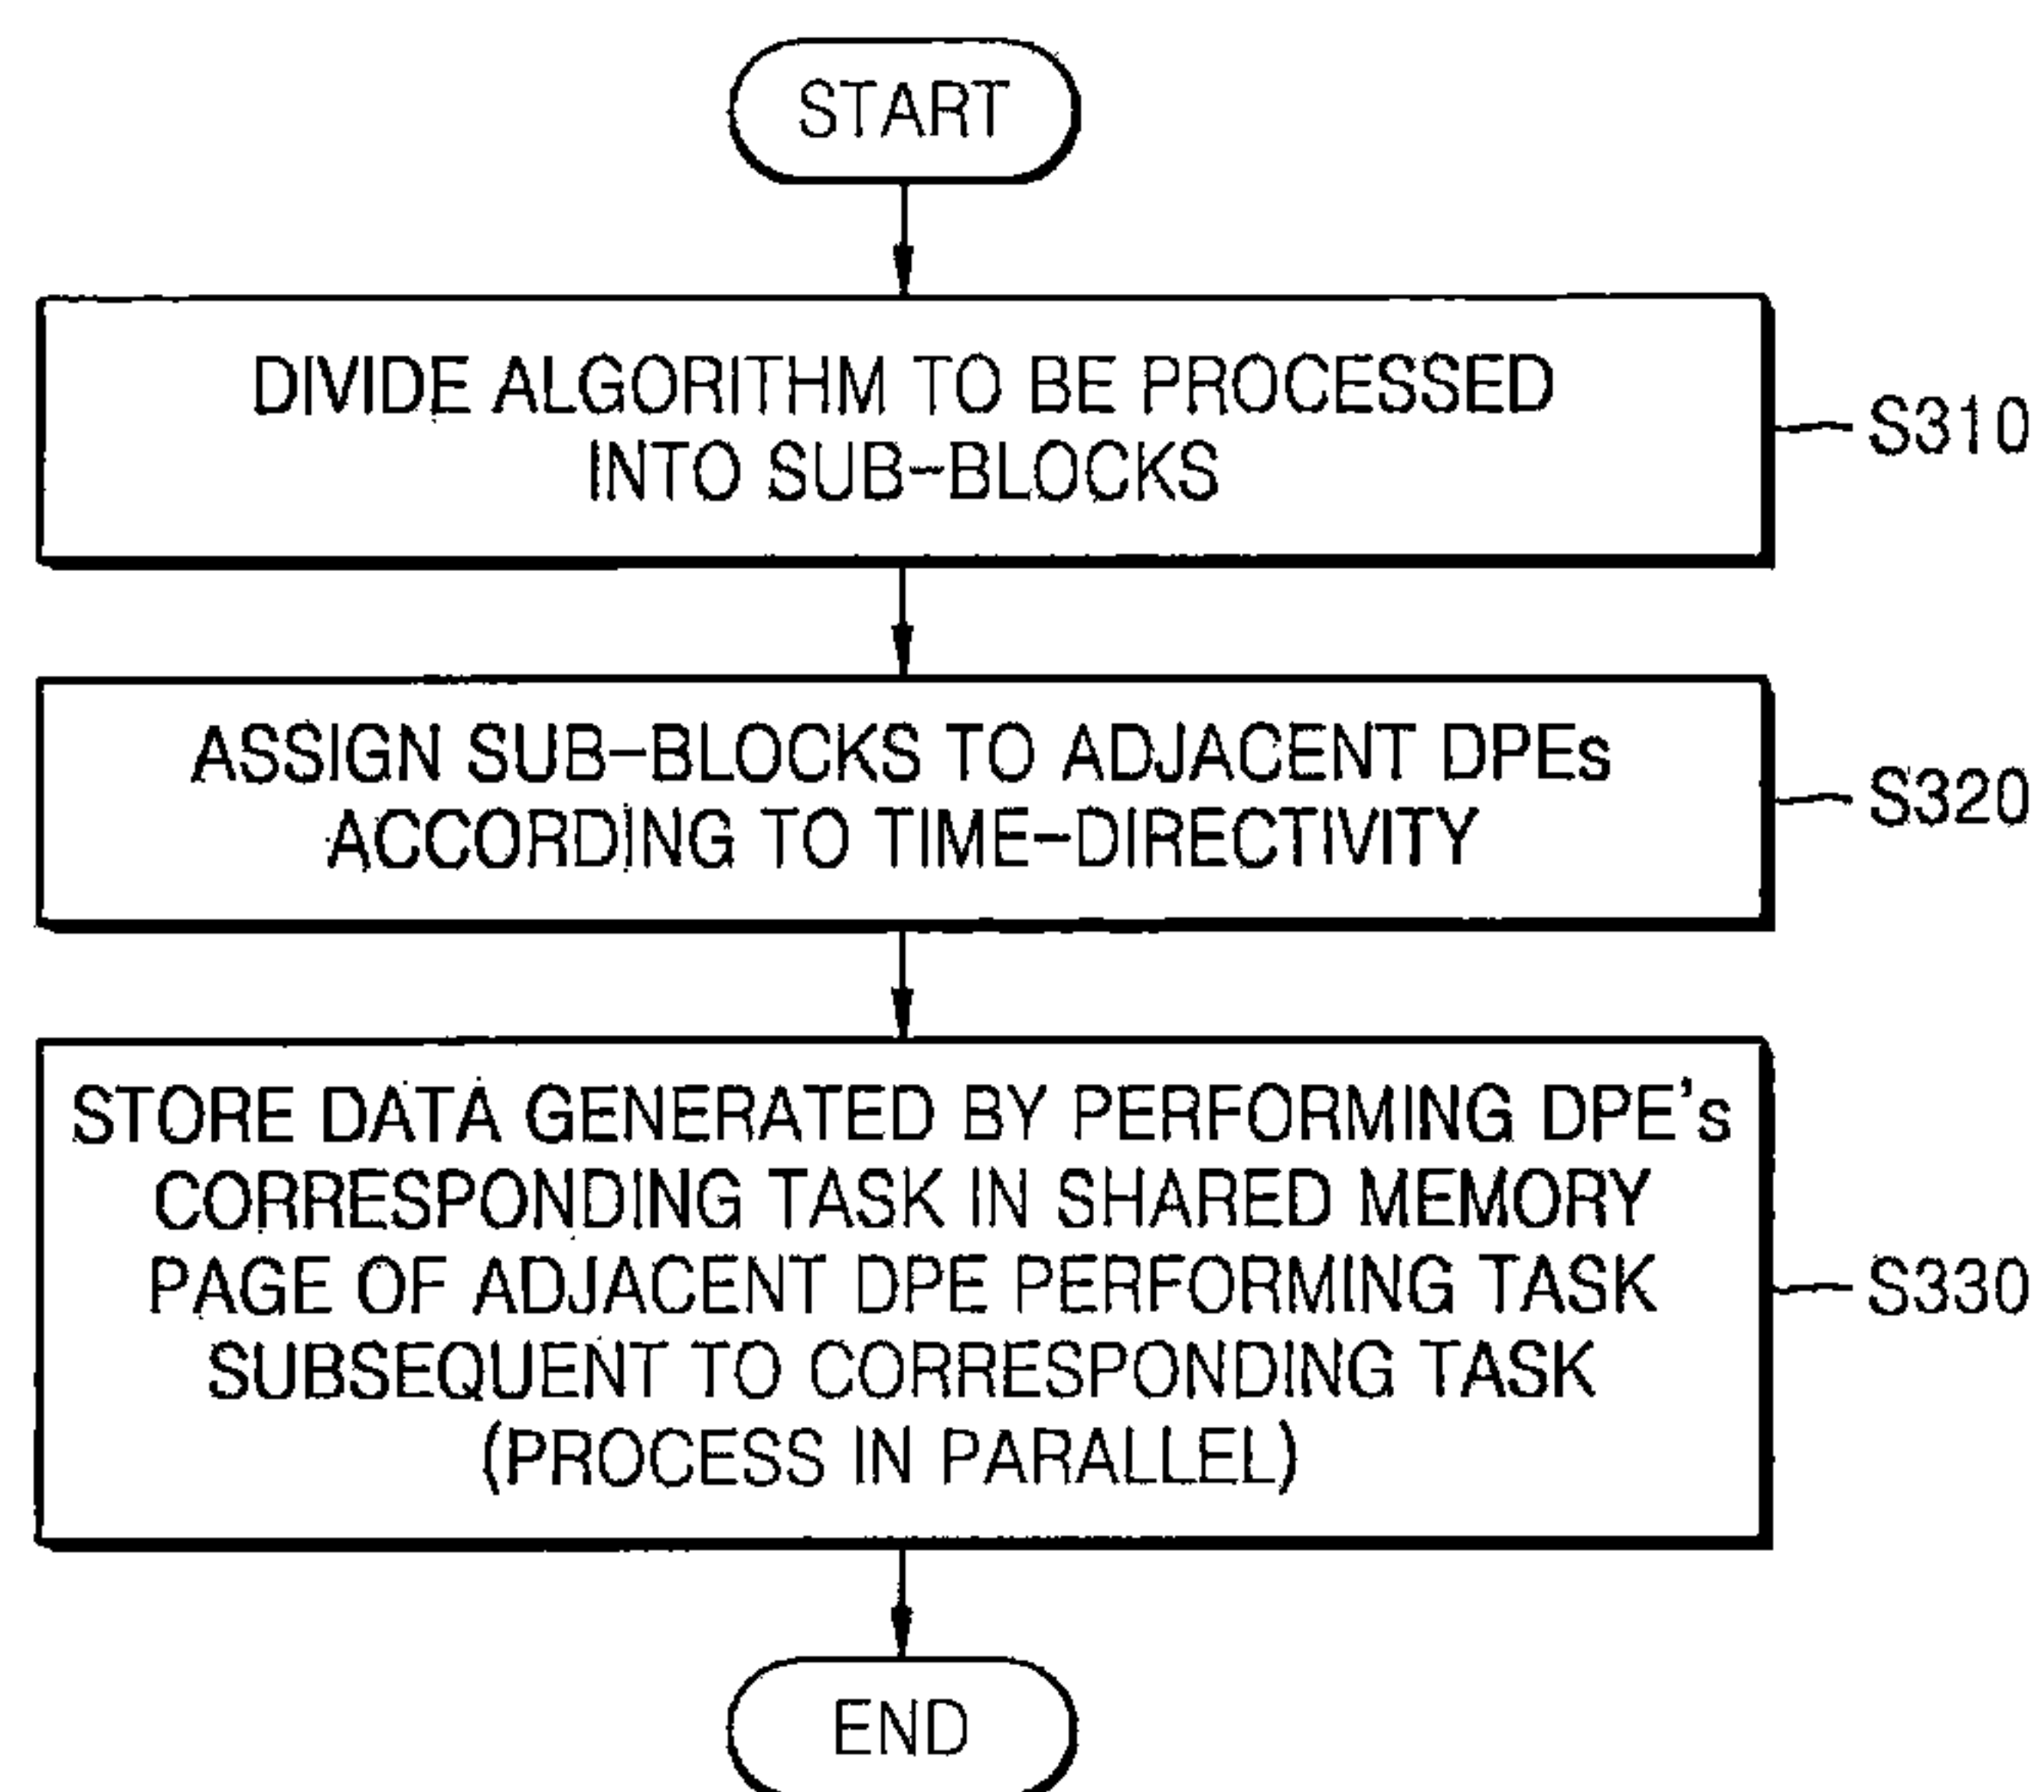 START
DIVIDE ALGORITHM TO BE PROCESSED
INTO SUB-BLOCKS
S310
ASSIGN SUB-BLOCKS TO ADJACENT DPEs
ACCORDING TO TIME-DIRECTIVITY
S320
STORE DATA GENERATED BY PERFORMING DPE's
CORRESPONDING TASK IN SHARED MEMORY
PAGE OF ADJACENT DPE PERFORMING TASK
SUBSEQUENT TO CORRESPONDING TASK
(PROCESS IN PARALLEL)
S330
END